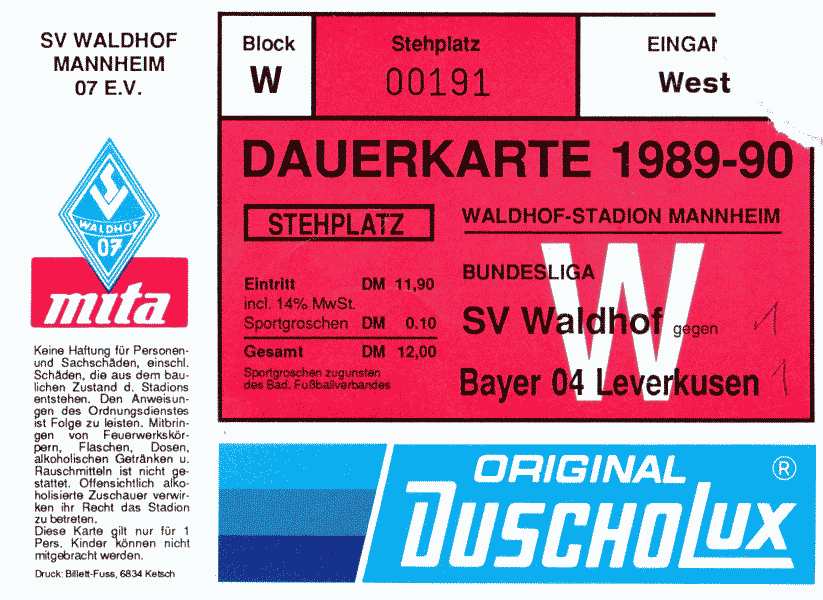 SV WALDHOF
MANNHEIM
07 E.V.
S
WALDHOF
07
mita
Keine Haftung für Personen-
und Sachschäden, einschl.
Schäden, die aus dem bau-
lichen Zustand d. Stadions
entstehen. Den Anweisun-
gen des Ordnungsdienstes
ist Folge zu leisten. Mitbrin-
gen von Feuerwerkskör-
pern, Flaschen, Dosen,
alkoholischen Getränken u.
Rauschmitteln ist nicht ge-
stattet. Offensichtlich alko-
holisierte Zuschauer verwir-
ken ihr Recht das Stadion
zu betreten.
Diese Karte gilt nur für 1
Pers. Kinder können nicht
mitgebracht werden.
Druck: Billett-Fuss, 6834 Ketsch
Block
W
Stehplatz
00191
EINGAN
West
DAUERKARTE 1989-90
STEHPLATZ
Eintritt DM 11,90
incl. 14% MwSt.
Sportgroschen DM 0.10
Gesamt DM 12,00
Sportgroschen zugunsten
des Bad. Fußballverbandes
WALDHOF-STADION MANNHEIM
W
BUNDESLIGA
SV Waldhof gegen 1
Bayer 04 Leverkusen 1
ORIGINAL ®
DUSCHOLUX